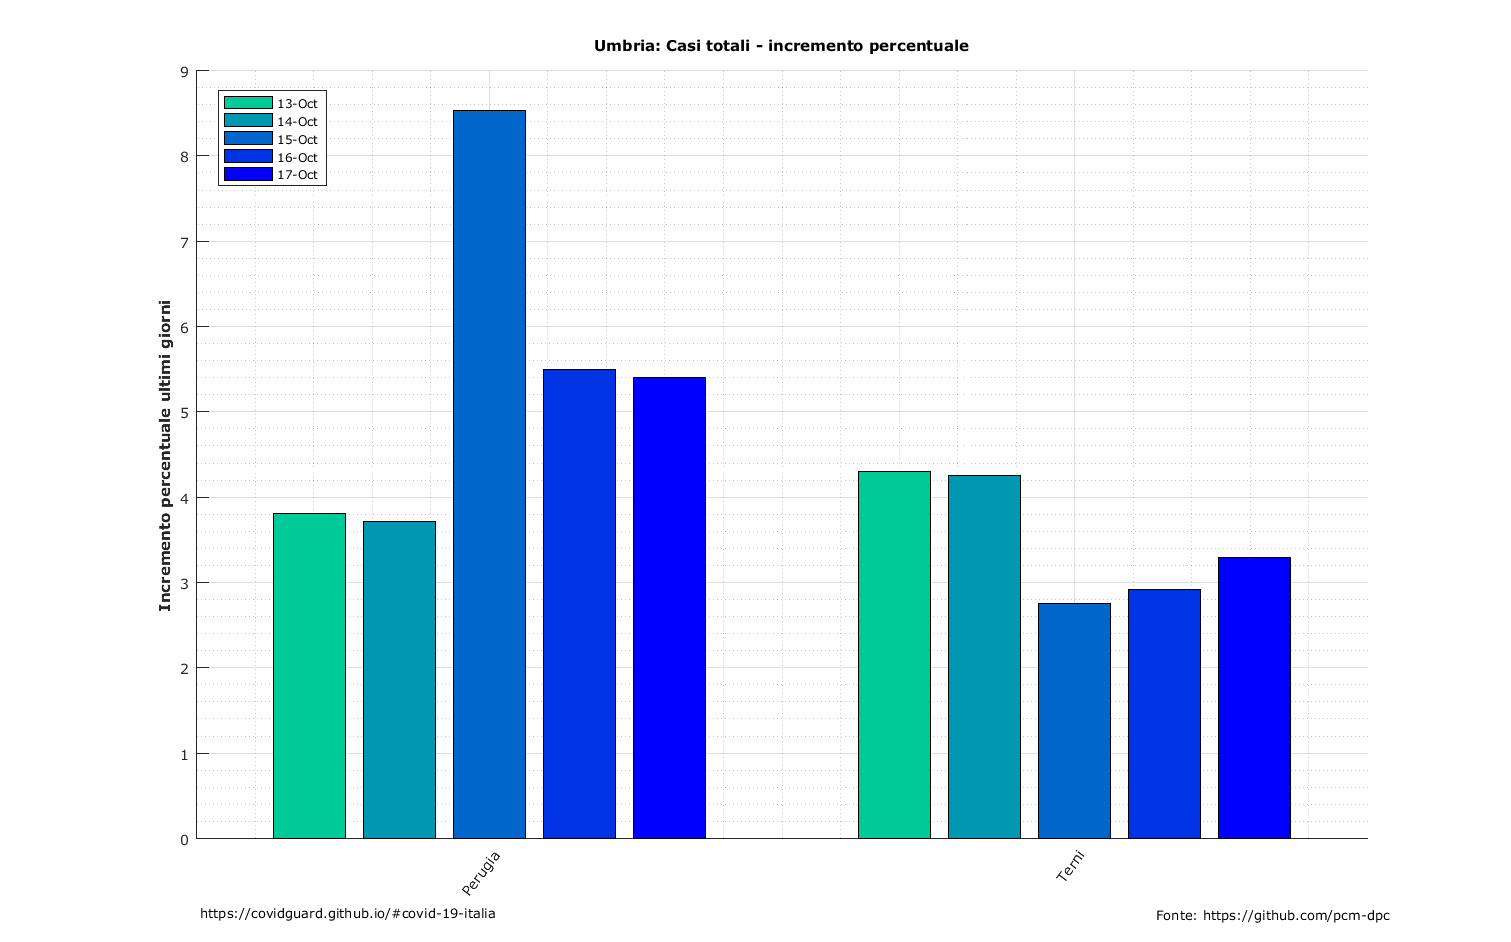 Umbria: Casi totali - incremento percentuale
9
8
7
6
5
4
3
2
1
0
Incremento percentuale ultimi giorni
13-Oct
14-Oct
15-Oct
16-Oct
17-Oct
Perugia
Terni
https://covidguard.github.io/#covid-19-italia
Fonte: https://github.com/pcm-dpc